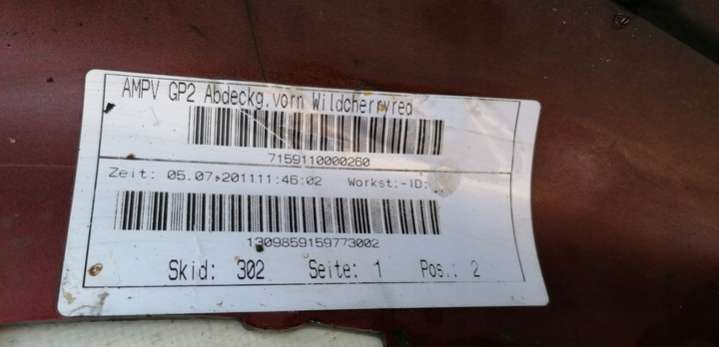 AMPV GP2 Abdeckg.vorn Wildcherryred
7159110000260
Zeit: 05.07.201111:46:02 Workst:-ID:
1309859159773002
Skid: 302 Seite: 1 Pos.: 2